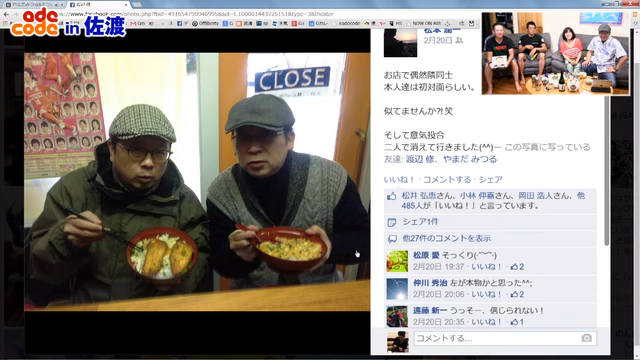 adecode in 佐渡
CLOSE
松本 潤一
2月20日
お店で偶然隣同士
本人達は初対面らしい。
似てませんか?! 笑
そして意気投合
二人で消えて行きました(^^)ー この写真に写っている
友達: 渡辺 修、やまだ みつる
いいね!・コメントする・シェア
松井 弘恵さん、小林 伸嘉さん、岡田 浩人さん、他
485人が「いいね!」と言っています。
シェア1件
他27件のコメントを表示
松原 愛 そっくり(⌒▽⌒)
2月20日 19:37・いいね!・2
仲川 秀治 左が本物かと思った^^;
2月20日 20:06・いいね!・2
遠藤 新一 うっそー、信じられない!
2月20日 20:35・いいね!・1
コメントする...